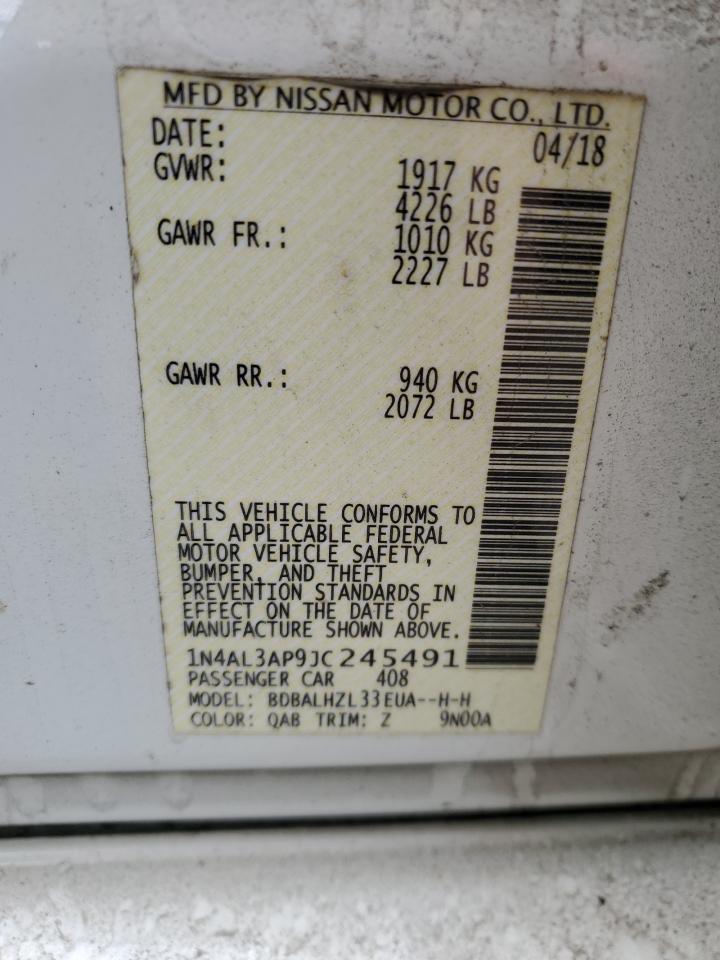 MFD BY NISSAN MOTOR CO., LTD.
DATE: 04/18
GVWR: 1917 KG
4226 LB
GAWR FR.: 1010 KG
2227 LB
GAWR RR.: 940 KG
2072 LB
THIS VEHICLE CONFORMS TO
ALL APPLICABLE FEDERAL
MOTOR VEHICLE SAFETY,
BUMPER, AND THEFT
PREVENTION STANDARDS IN
EFFECT ON THE DATE OF
MANUFACTURE SHOWN ABOVE.
1N4AL3AP9JC245491
PASSENGER CAR 408
MODEL: BDBALHZL33EUA--H-H
COLOR: QAB TRIM: Z 9N00A